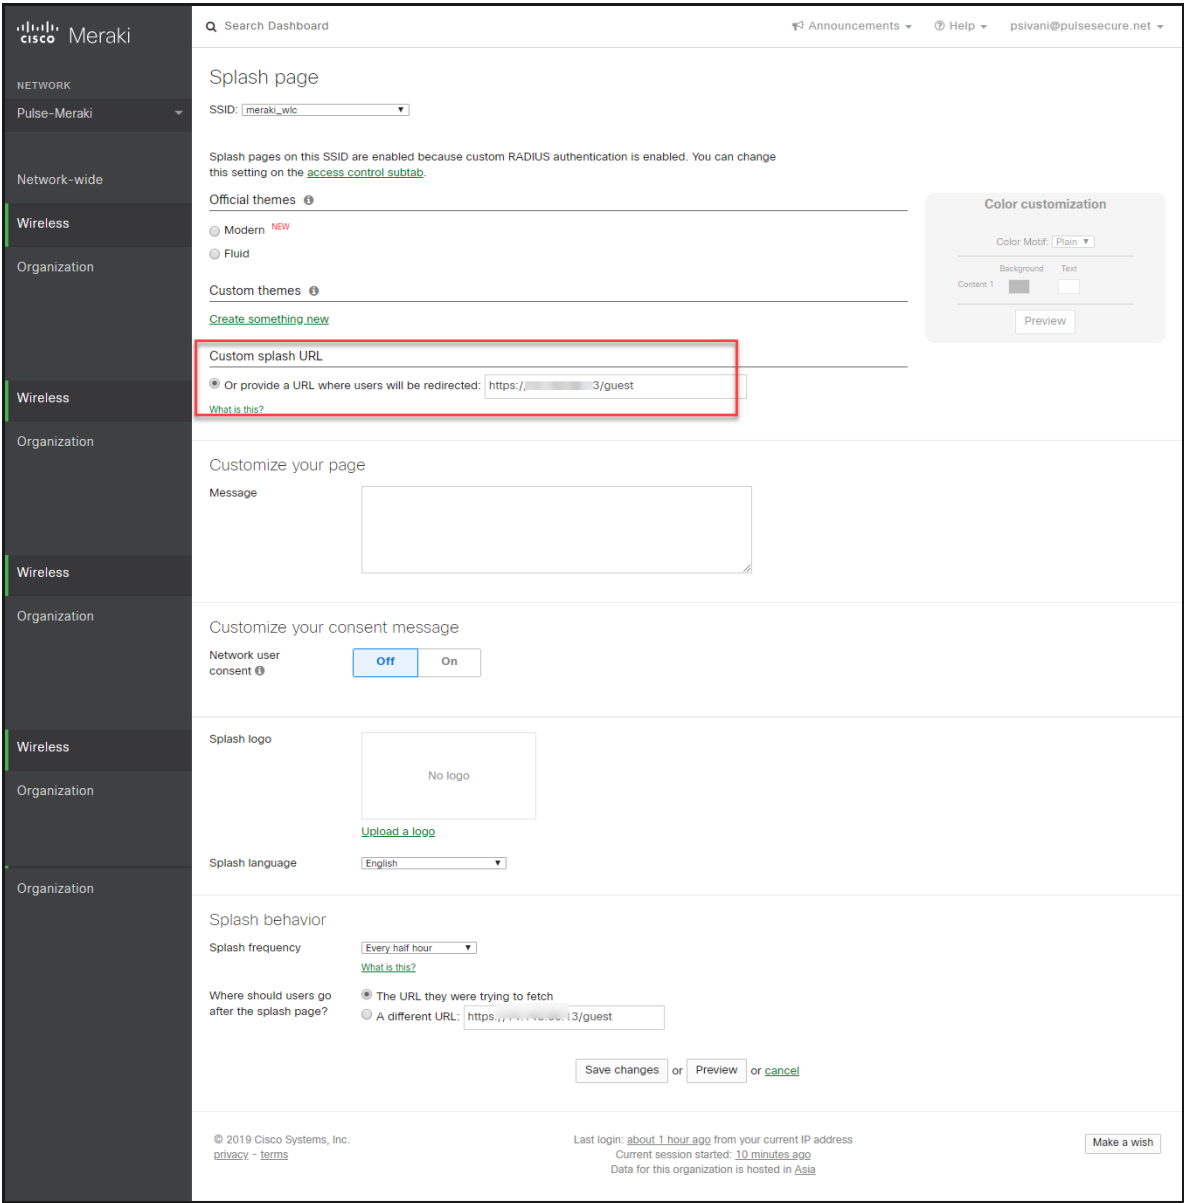 cisco Meraki
Search Dashboard
Announcements
Help
psivani@pulsesecure.net
NETWORK
Pulse-Meraki
Network-wide
Wireless
Organization
Wireless
Organization
Wireless
Organization
Wireless
Organization
Organization
Splash page
SSID: meraki_wlc
Splash pages on this SSID are enabled because custom RADIUS authentication is enabled. You can change
this setting on the access control subtab.
Official themes
Modern NEW
Fluid
Custom themes
Create something new
Color customization
Color Motif: Plain
Background Text
Content 1
Preview
Custom splash URL
Or provide a URL where users will be redirected: https:/ 3/guest
What is this?
Customize your page
Message
Customize your consent message
Network user
consent
Off On
Splash logo
No logo
Upload a logo
Splash language English
Splash behavior
Splash frequency Every half hour
What is this?
Where should users go
after the splash page?
The URL they were trying to fetch
A different URL: https: 13/guest
Save changes or Preview or cancel
© 2019 Cisco Systems, Inc.
privacy - terms
Last login: about 1 hour ago from your current IP address
Current session started: 10 minutes ago
Data for this organization is hosted in Asia
Make a wish